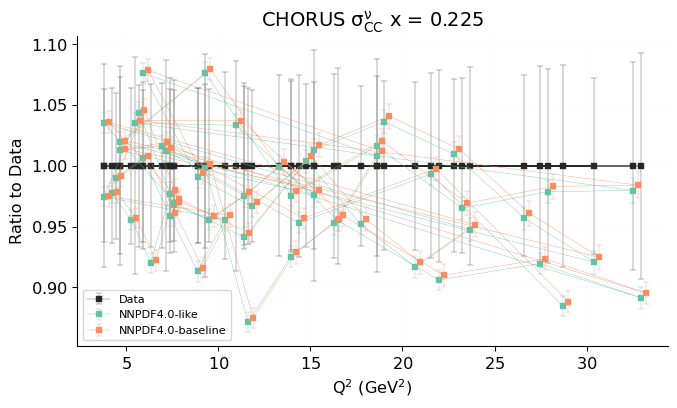 CHORUS σ^ν_CC x = 0.225
Ratio to Data
1.10
1.05
1.00
0.95
0.90
Data
NNPDF4.0-like
NNPDF4.0-baseline
5
10
15
20
25
30
Q² (GeV²)